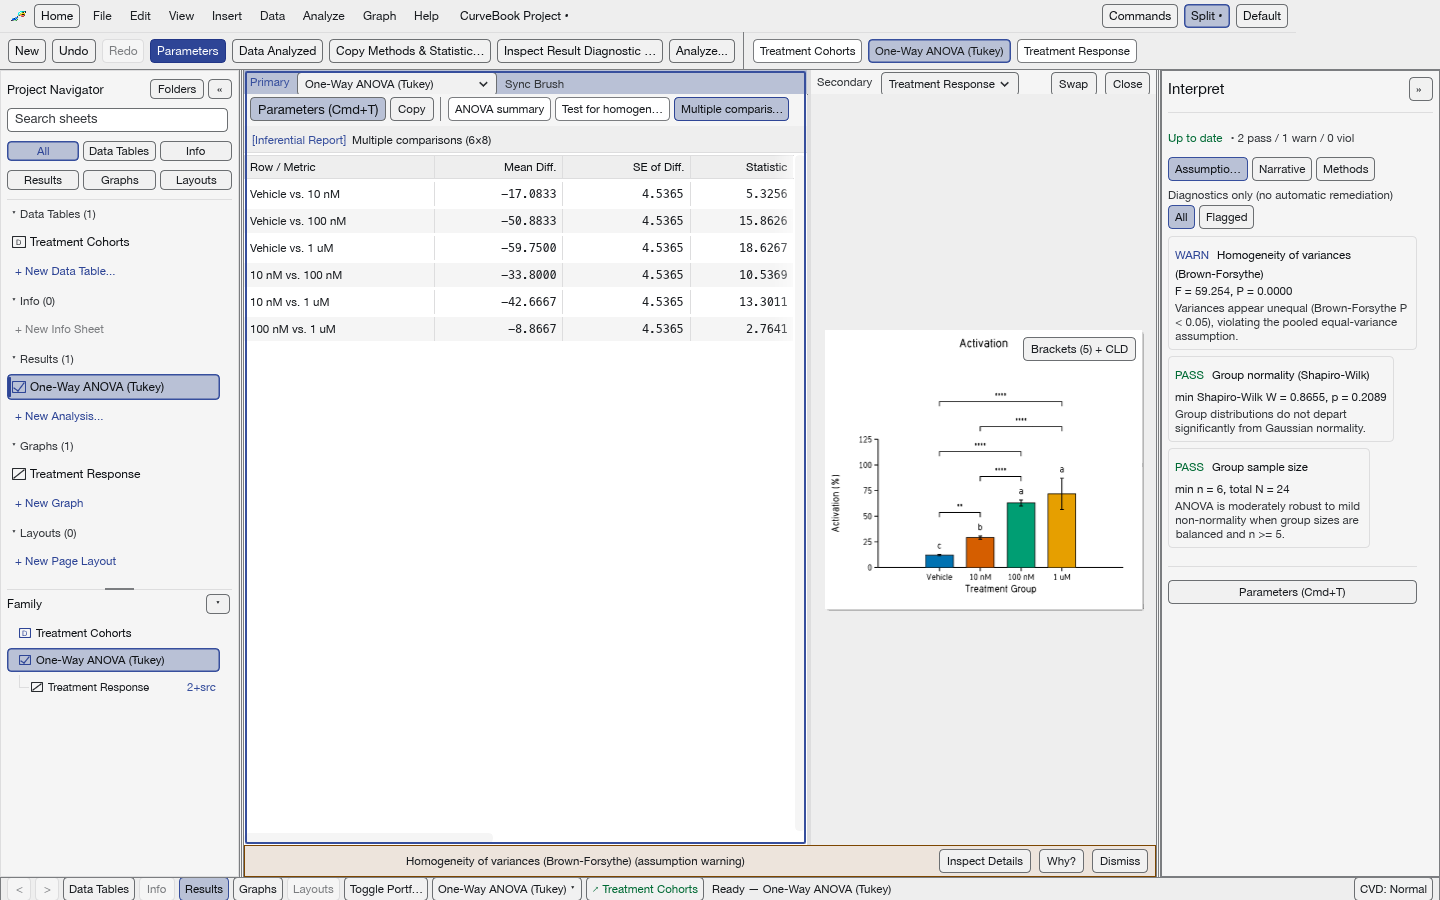 Home File Edit View Insert Data Analyze Graph Help CurveBook Project • Commands Split • Default
New Undo Redo Parameters Data Analyzed Copy Methods & Statistic... Inspect Result Diagnostic ... Analyze... Treatment Cohorts One-Way ANOVA (Tukey) Treatment Response
Project Navigator Folders «
Search sheets
All Data Tables Info
Results Graphs Layouts
Data Tables (1)
D Treatment Cohorts
+ New Data Table...
Info (0)
+ New Info Sheet
Results (1)
One-Way ANOVA (Tukey)
+ New Analysis...
Graphs (1)
Treatment Response
+ New Graph
Layouts (0)
+ New Page Layout
Family
D Treatment Cohorts
One-Way ANOVA (Tukey)
Treatment Response 2+src
Primary One-Way ANOVA (Tukey) Sync Brush
Parameters (Cmd+T) Copy ANOVA summary Test for homogen... Multiple comparis...
[Inferential Report] Multiple comparisons (6x8)
Row / Metric Mean Diff. SE of Diff. Statistic
Vehicle vs. 10 nM −17.0833 4.5365 5.3256
Vehicle vs. 100 nM −50.8833 4.5365 15.8626
Vehicle vs. 1 uM −59.7500 4.5365 18.6267
10 nM vs. 100 nM −33.8000 4.5365 10.5369
10 nM vs. 1 uM −42.6667 4.5365 13.3011
100 nM vs. 1 uM −8.8667 4.5365 2.7641
Secondary Treatment Response Swap Close
Activation Brackets (5) + CLD
****
****
****
****
**
a
a
b
c
Activation (%)
125
100
75
50
25
0
Vehicle 10 nM 100 nM 1 uM
Treatment Group
Interpret »
Up to date • 2 pass / 1 warn / 0 viol
Assumptio... Narrative Methods
Diagnostics only (no automatic remediation)
All Flagged
WARN Homogeneity of variances
(Brown-Forsythe)
F = 59.254, P = 0.0000
Variances appear unequal (Brown-Forsythe P
< 0.05), violating the pooled equal-variance
assumption.
PASS Group normality (Shapiro-Wilk)
min Shapiro-Wilk W = 0.8655, p = 0.2089
Group distributions do not depart
significantly from Gaussian normality.
PASS Group sample size
min n = 6, total N = 24
ANOVA is moderately robust to mild
non-normality when group sizes are
balanced and n >= 5.
Parameters (Cmd+T)
Homogeneity of variances (Brown-Forsythe) (assumption warning) Inspect Details Why? Dismiss
< > Data Tables Info Results Graphs Layouts Toggle Portf... One-Way ANOVA (Tukey) Treatment Cohorts Ready — One-Way ANOVA (Tukey) CVD: Normal